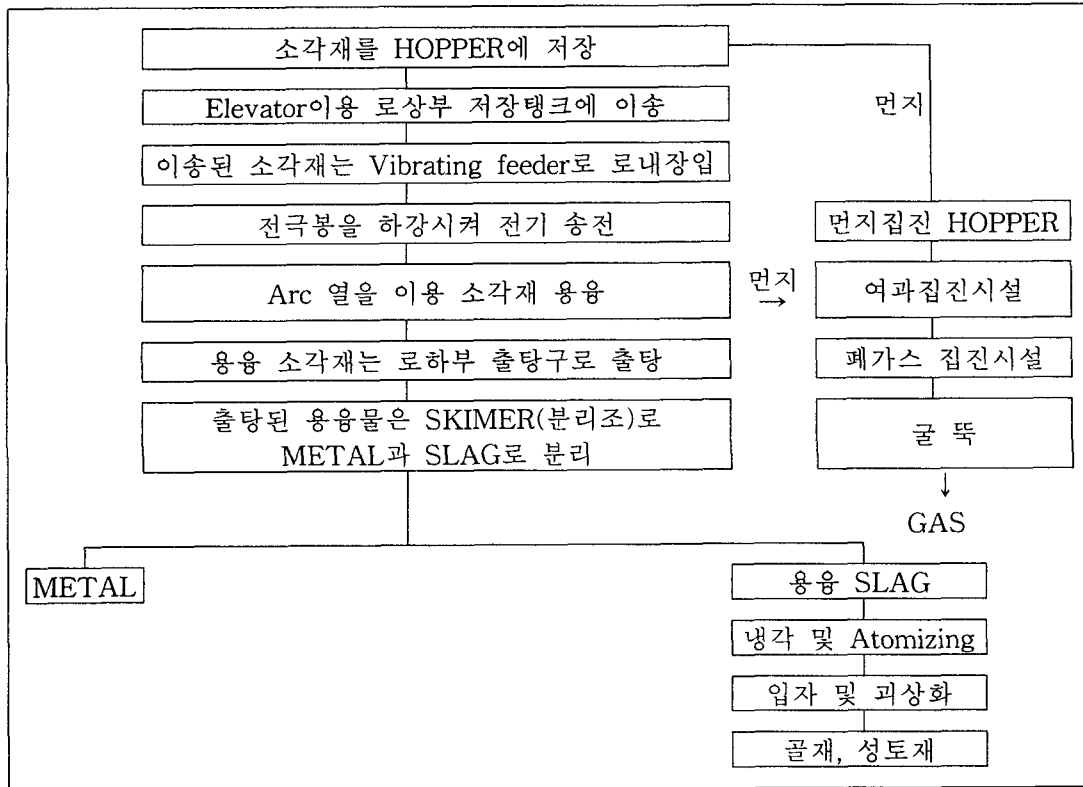 소각재를 HOPPER에 저장
Elevator이용 로상부 저장탱크에 이송
먼지
이송된 소각재는 Vibrating feeder로 로내장입
전극봉을 하강시켜 전기 송전
먼지집진 HOPPER
Arc 열을 이용 소각재 용융
먼지
→
여과집진시설
용융 소각재는 로하부 출탕구로 출탕
폐가스 집진시설
출탕된 용융물은 SKIMER(분리조)로
METAL과 SLAG로 분리
굴 뚝
↓
GAS
METAL
용융 SLAG
냉각 및 Atomizing
입자 및 괴상화
골재, 성토재